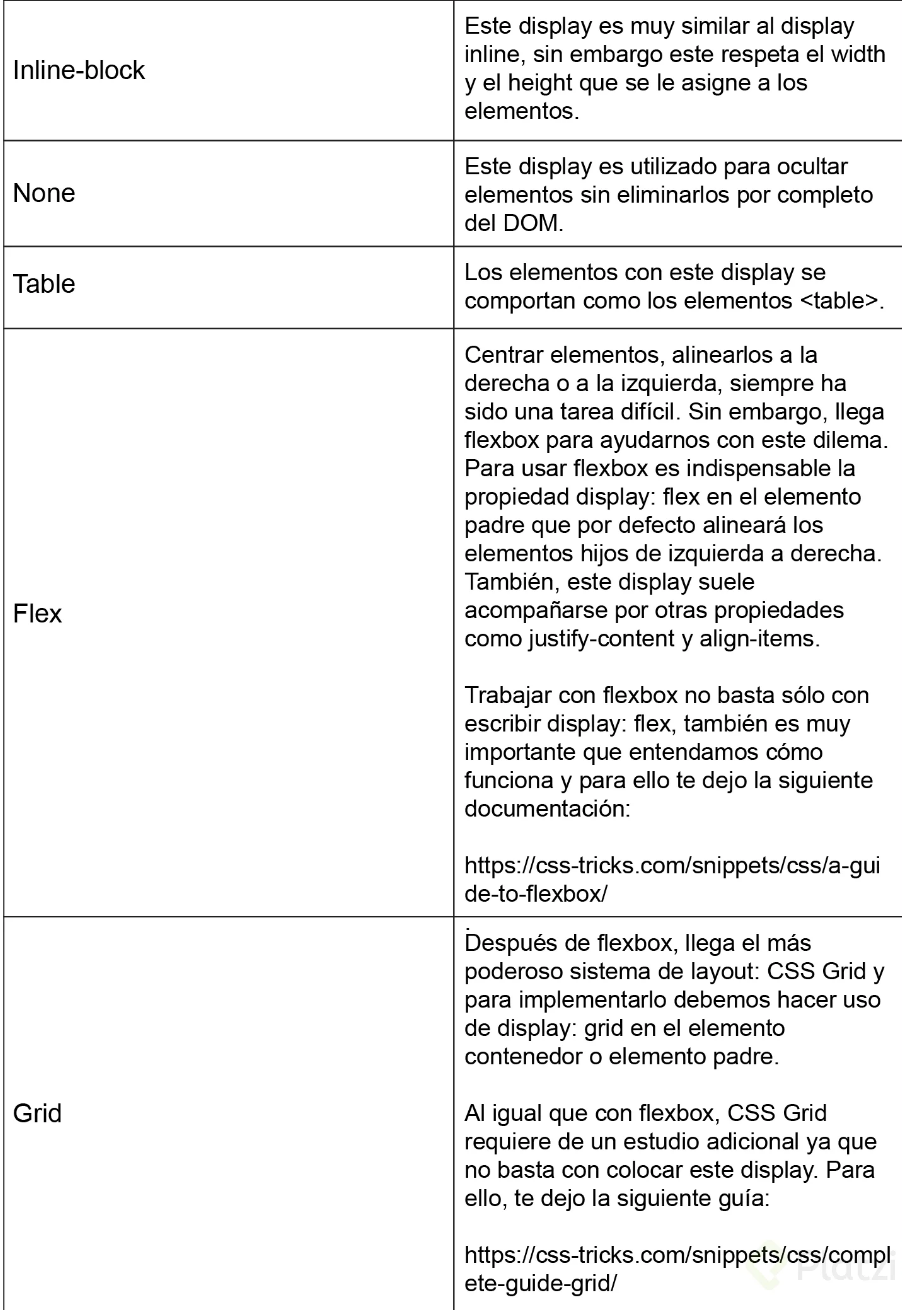 Inline-block
Este display es muy similar al display
inline, sin embargo este respeta el width
y el height que se le asigne a los
elementos.
None
Este display es utilizado para ocultar
elementos sin eliminarlos por completo
del DOM.
Table
Los elementos con este display se
comportan como los elementos <table>.
Flex
Centrar elementos, alinearlos a la
derecha o a la izquierda, siempre ha
sido una tarea difícil. Sin embargo, llega
flexbox para ayudarnos con este dilema.
Para usar flexbox es indispensable la
propiedad display: flex en el elemento
padre que por defecto alineará los
elementos hijos de izquierda a derecha.
También, este display suele
acompañarse por otras propiedades
como justify-content y align-items.
Trabajar con flexbox no basta sólo con
escribir display: flex, también es muy
importante que entendamos cómo
funciona y para ello te dejo la siguiente
documentación:
https://css-tricks.com/snippets/css/a-gui
de-to-flexbox/
.
Grid
Después de flexbox, llega el más
poderoso sistema de layout: CSS Grid y
para implementarlo debemos hacer uso
de display: grid en el elemento
contenedor o elemento padre.
Al igual que con flexbox, CSS Grid
requiere de un estudio adicional ya que
no basta con colocar este display. Para
ello, te dejo la siguiente guía:
https://css-tricks.com/snippets/css/compl
ete-guide-grid/
Platzi